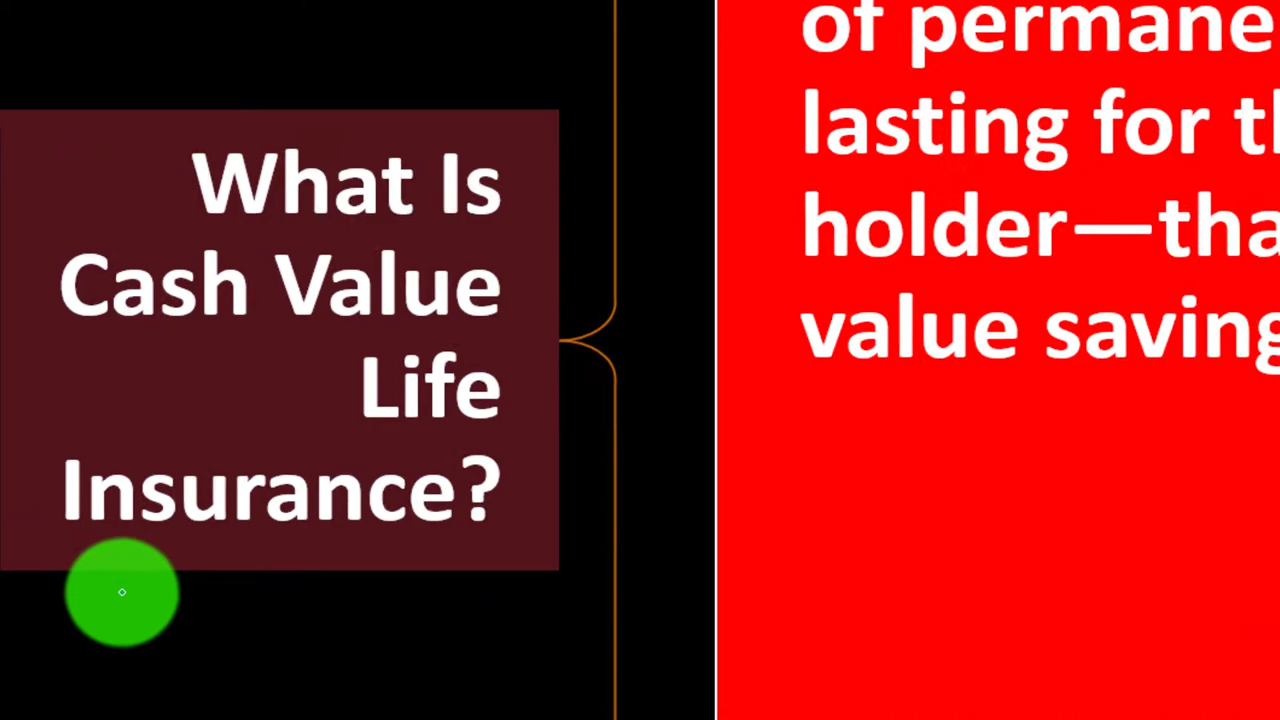 What Is
Cash Value
Life
Insurance?
of permane
lasting for th
holder—tha
value saving